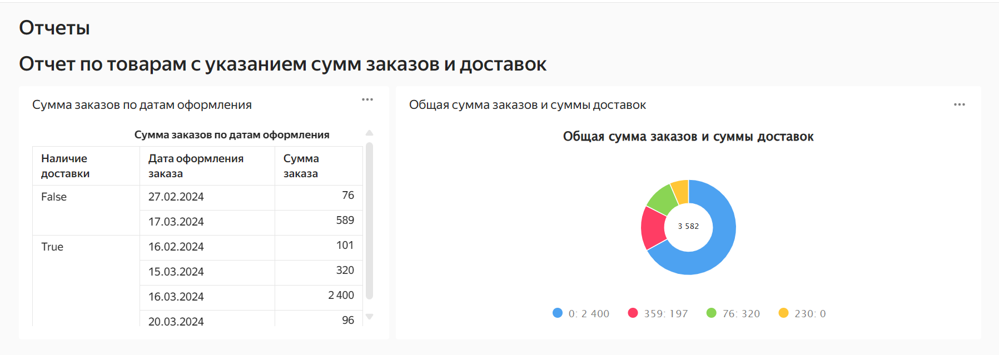 Отчеты
Отчет по товарам с указанием сумм заказов и доставок
Сумма заказов по датам оформления
Сумма заказов по датам оформления
Наличие доставки Дата оформления заказа Сумма заказа
False 27.02.2024 76
17.03.2024 589
True 16.02.2024 101
15.03.2024 320
16.03.2024 2 400
20.03.2024 96
Общая сумма заказов и суммы доставок
Общая сумма заказов и суммы доставок
3 582
0: 2 400 359: 197 76: 320 230: 0